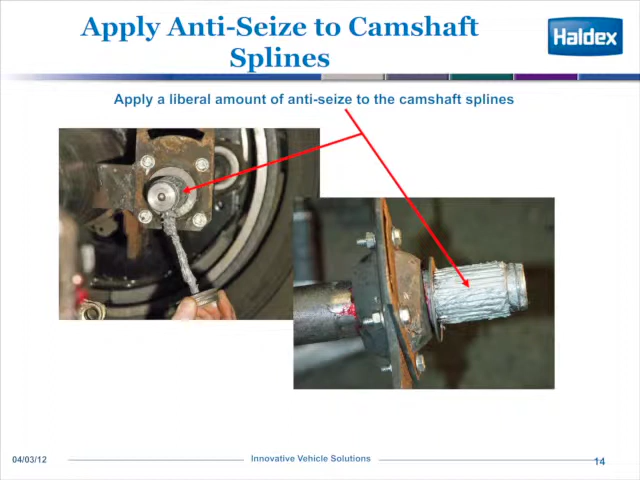 Apply Anti-Seize to Camshaft
Splines
Haldex
Apply a liberal amount of anti-seize to the camshaft splines
04/03/12
Innovative Vehicle Solutions
14